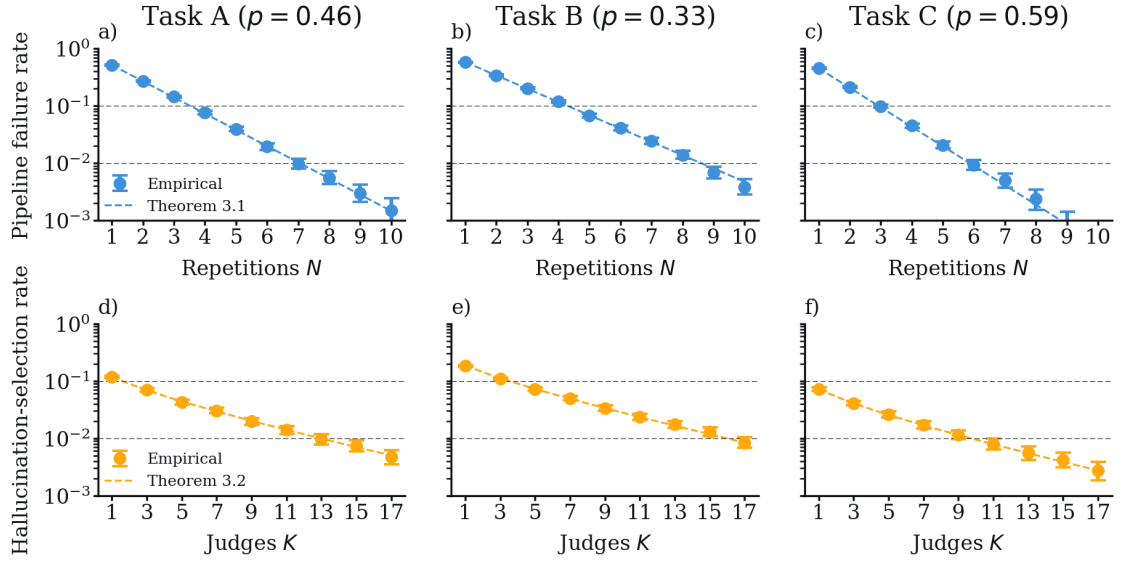 Task A (p = 0.46)
Task B (p = 0.33)
Task C (p = 0.59)
a)
b)
c)
Pipeline failure rate
10⁰
10⁻¹
10⁻²
10⁻³
Empirical
Theorem 3.1
1 2 3 4 5 6 7 8 9 10
1 2 3 4 5 6 7 8 9 10
1 2 3 4 5 6 7 8 9 10
Repetitions N
Repetitions N
Repetitions N
d)
e)
f)
Hallucination-selection rate
10⁰
10⁻¹
10⁻²
10⁻³
Empirical
Theorem 3.2
1 3 5 7 9 11 13 15 17
1 3 5 7 9 11 13 15 17
1 3 5 7 9 11 13 15 17
Judges K
Judges K
Judges K